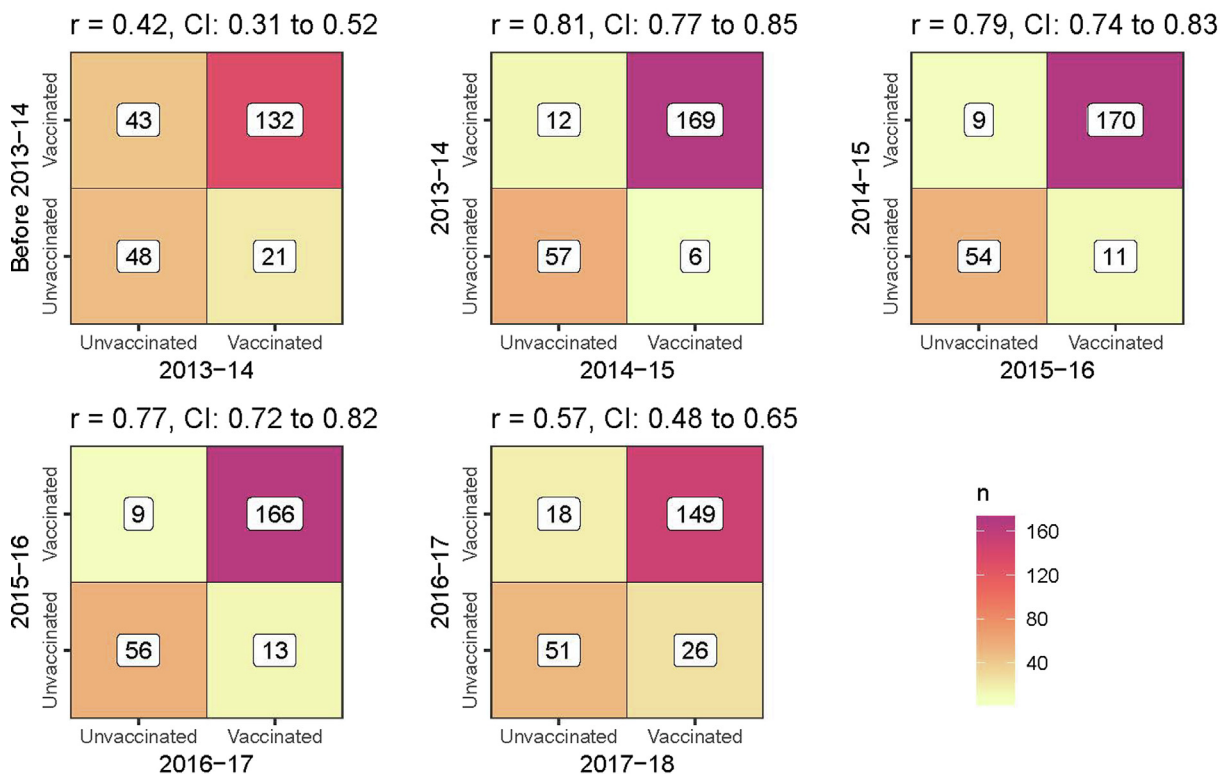 r = 0.42, CI: 0.31 to 0.52
Before 2013−14
Vaccinated
Unvaccinated
43
132
48
21
Unvaccinated
Vaccinated
2013−14
r = 0.81, CI: 0.77 to 0.85
2013−14
Vaccinated
Unvaccinated
12
169
57
6
Unvaccinated
Vaccinated
2014−15
r = 0.79, CI: 0.74 to 0.83
2014−15
Vaccinated
Unvaccinated
9
170
54
11
Unvaccinated
Vaccinated
2015−16
r = 0.77, CI: 0.72 to 0.82
2015−16
Vaccinated
Unvaccinated
9
166
56
13
Unvaccinated
Vaccinated
2016−17
r = 0.57, CI: 0.48 to 0.65
2016−17
Vaccinated
Unvaccinated
18
149
51
26
Unvaccinated
Vaccinated
2017−18
n
160
120
80
40